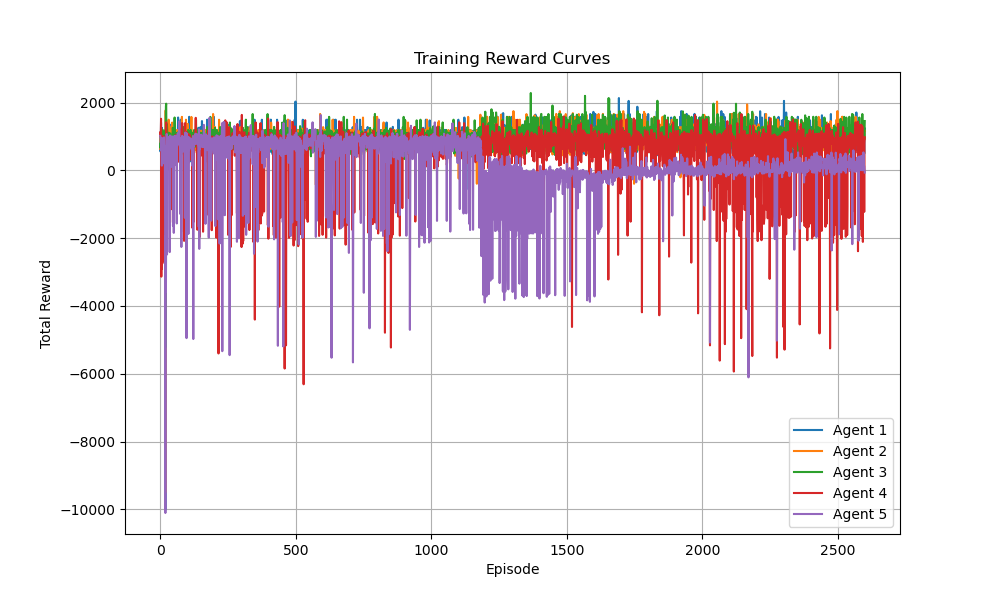 Training Reward Curves
Total Reward
2000
0
−2000
−4000
−6000
−8000
−10000
0
500
1000
1500
2000
2500
Episode
Agent 1
Agent 2
Agent 3
Agent 4
Agent 5